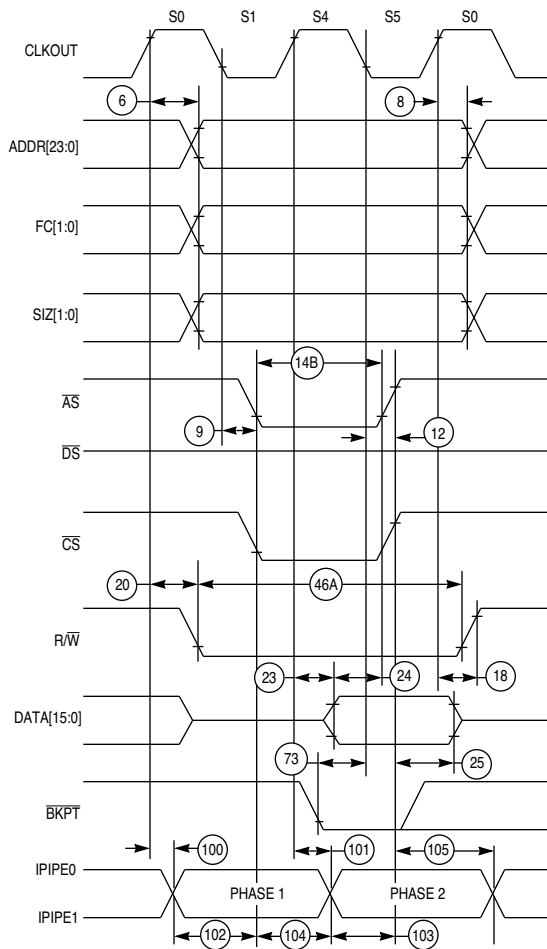 S0 S1 S4 S5 S0
CLKOUT
6 8
ADDR[23:0]
FC[1:0]
SIZ[1:0]
14B
AS
9 12
DS
CS
20 46A
R/W
23 24 18
DATA[15:0]
73 25
BKPT
100 101 105
IPIPE0
PHASE 1 PHASE 2
IPIPE1
102 104 103